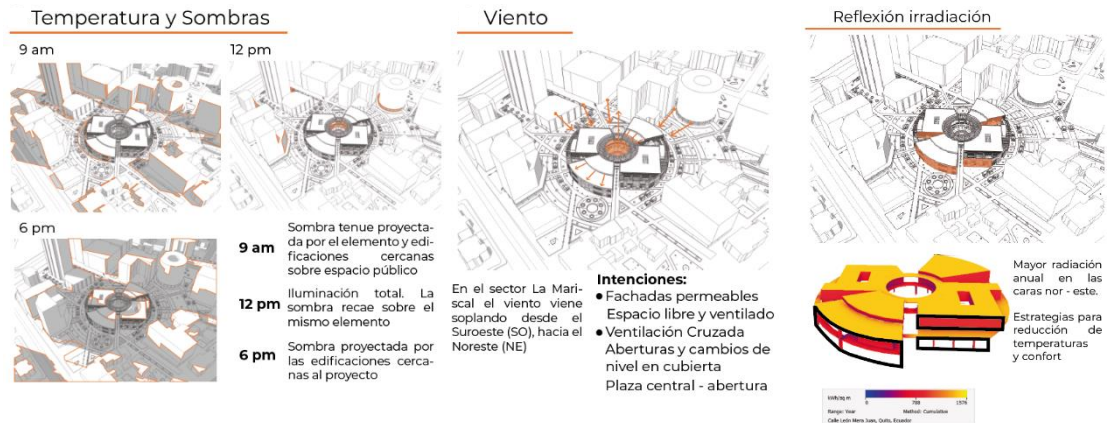 Temperatura y Sombras
9 am
12 pm
6 pm
9 am
Sombra tenue proyecta-
da por el elemento y edi-
ficaciones cercanas
sobre espacio público
12 pm
Iluminación total. La
sombra recae sobre el
mismo elemento
6 pm
Sombra proyectada por
las edificaciones cerca-
nas al proyecto
Viento
En el sector La Mari-
scal el viento viene
soplando desde el
Suroeste (SO), hacia el
Noreste (NE)
Intenciones:
• Fachadas permeables
Espacio libre y ventilado
• Ventilación Cruzada
Aberturas y cambios de
nivel en cubierta
Plaza central - abertura
Reflexión irradiación
Mayor radiación
anual en las
caras nor - este.
Estrategias para
reducción de
temperaturas
y confort
kWh/sq m
0 788 1576
Range: Year Method: Cumulative
Calle León Mera Juan, Quito, Ecuador